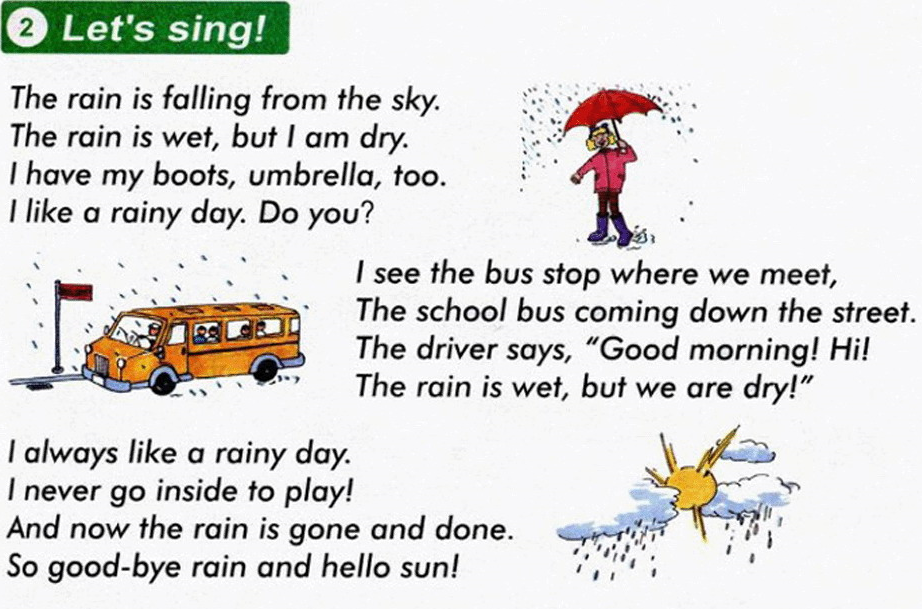 2 Let's sing!
The rain is falling from the sky.
The rain is wet, but I am dry.
I have my boots, umbrella, too.
I like a rainy day. Do you?
I see the bus stop where we meet,
The school bus coming down the street.
The driver says, “Good morning! Hi!
The rain is wet, but we are dry!”
I always like a rainy day.
I never go inside to play!
And now the rain is gone and done.
So good-bye rain and hello sun!